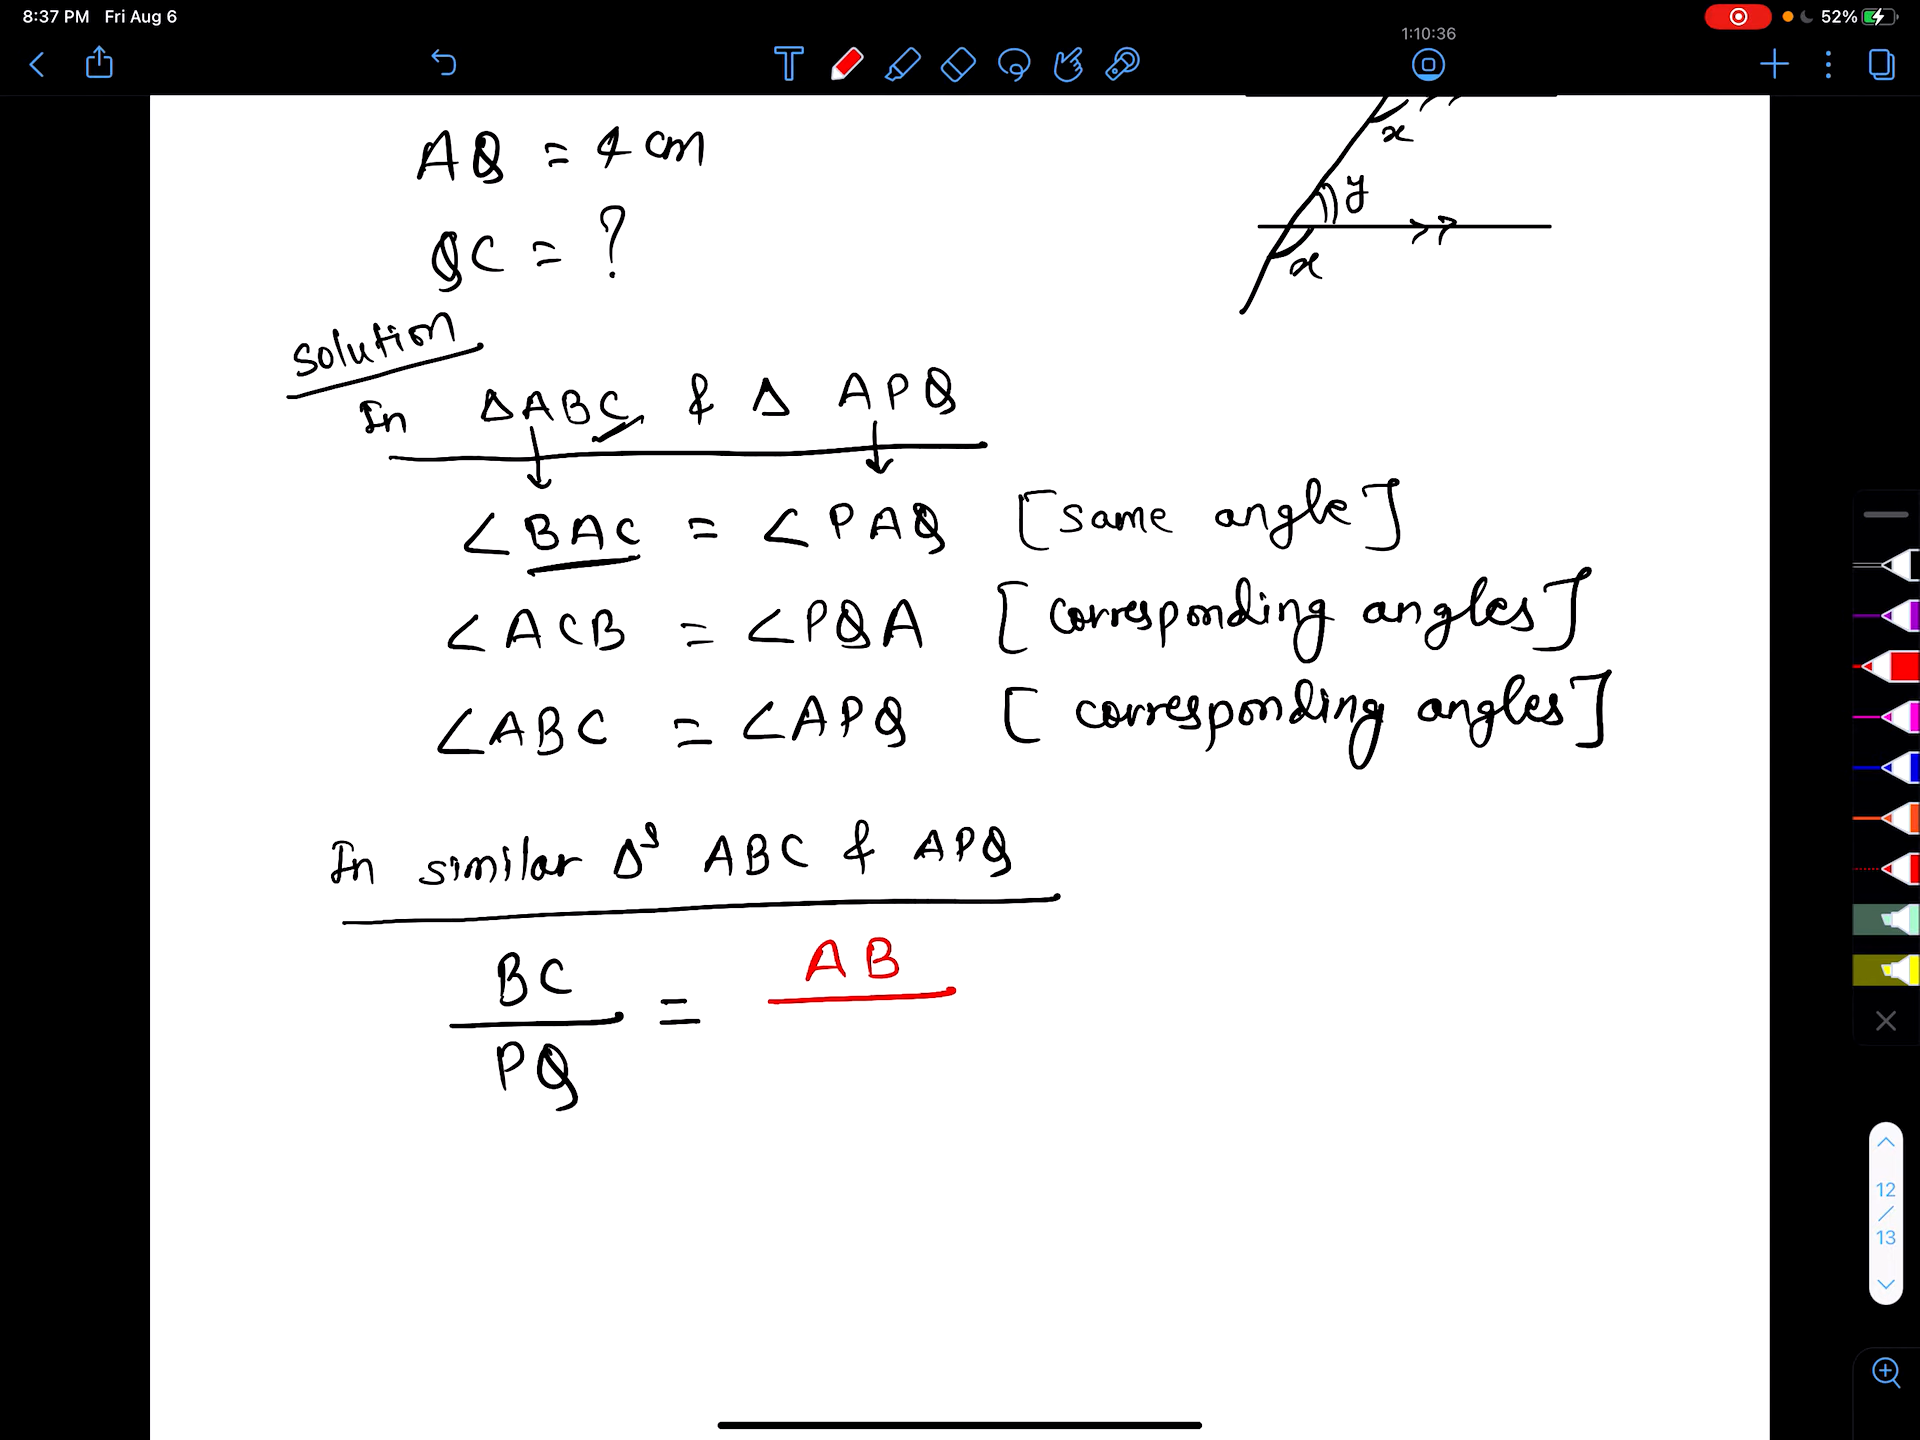 8:37 PM Fri Aug 6
52%
1:10:36
T
AQ = 4 cm
QC = ?
x
y
x
Solution
In ΔABC & Δ APQ
∠BAC = ∠PAQ [same angle]
∠ACB = ∠PQA [corresponding angles]
∠ABC = ∠APQ [corresponding angles]
In similar Δs ABC & APQ
BC = AB
PQ
12
/
13